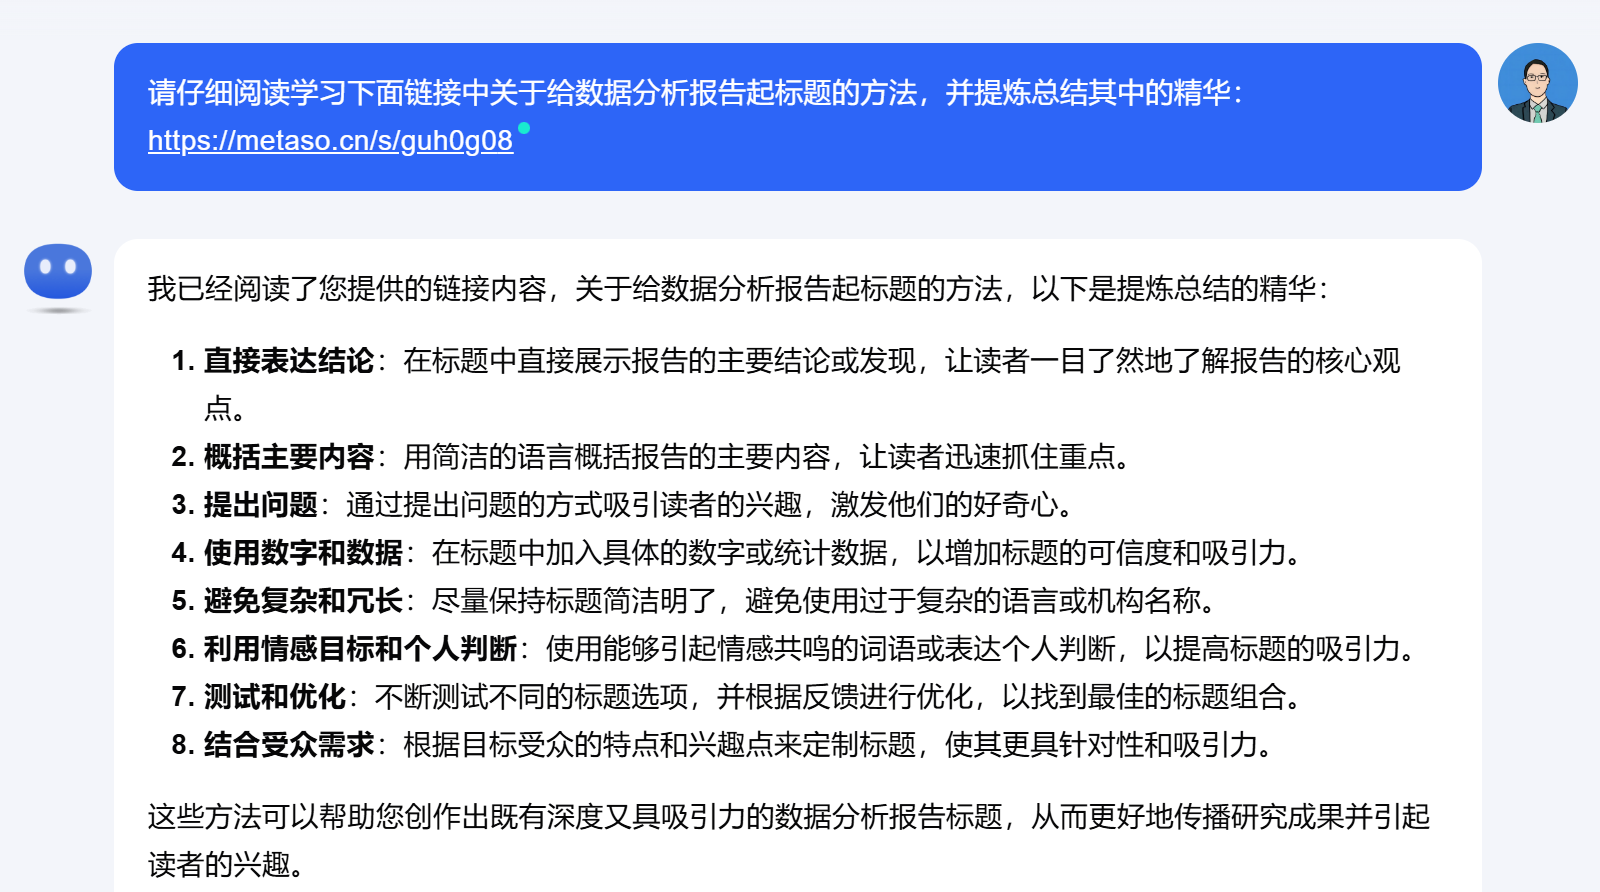 请仔细阅读学习下面链接中关于给数据分析报告起标题的方法，并提炼总结其中的精华：
https://metaso.cn/s/guh0g08
我已经阅读了您提供的链接内容，关于给数据分析报告起标题的方法，以下是提炼总结的精华：
1. 直接表达结论：在标题中直接展示报告的主要结论或发现，让读者一目了然地了解报告的核心观
点。
2. 概括主要内容：用简洁的语言概括报告的主要内容，让读者迅速抓住重点。
3. 提出问题：通过提出问题的方式吸引读者的兴趣，激发他们的好奇心。
4. 使用数字和数据：在标题中加入具体的数字或统计数据，以增加标题的可信度和吸引力。
5. 避免复杂和冗长：尽量保持标题简洁明了，避免使用过于复杂的语言或机构名称。
6. 利用情感目标和个人判断：使用能够引起情感共鸣的词语或表达个人判断，以提高标题的吸引力。
7. 测试和优化：不断测试不同的标题选项，并根据反馈进行优化，以找到最佳的标题组合。
8. 结合受众需求：根据目标受众的特点和兴趣点来定制标题，使其更具针对性和吸引力。
这些方法可以帮助您创作出既有深度又具吸引力的数据分析报告标题，从而更好地传播研究成果并引起
读者的兴趣。